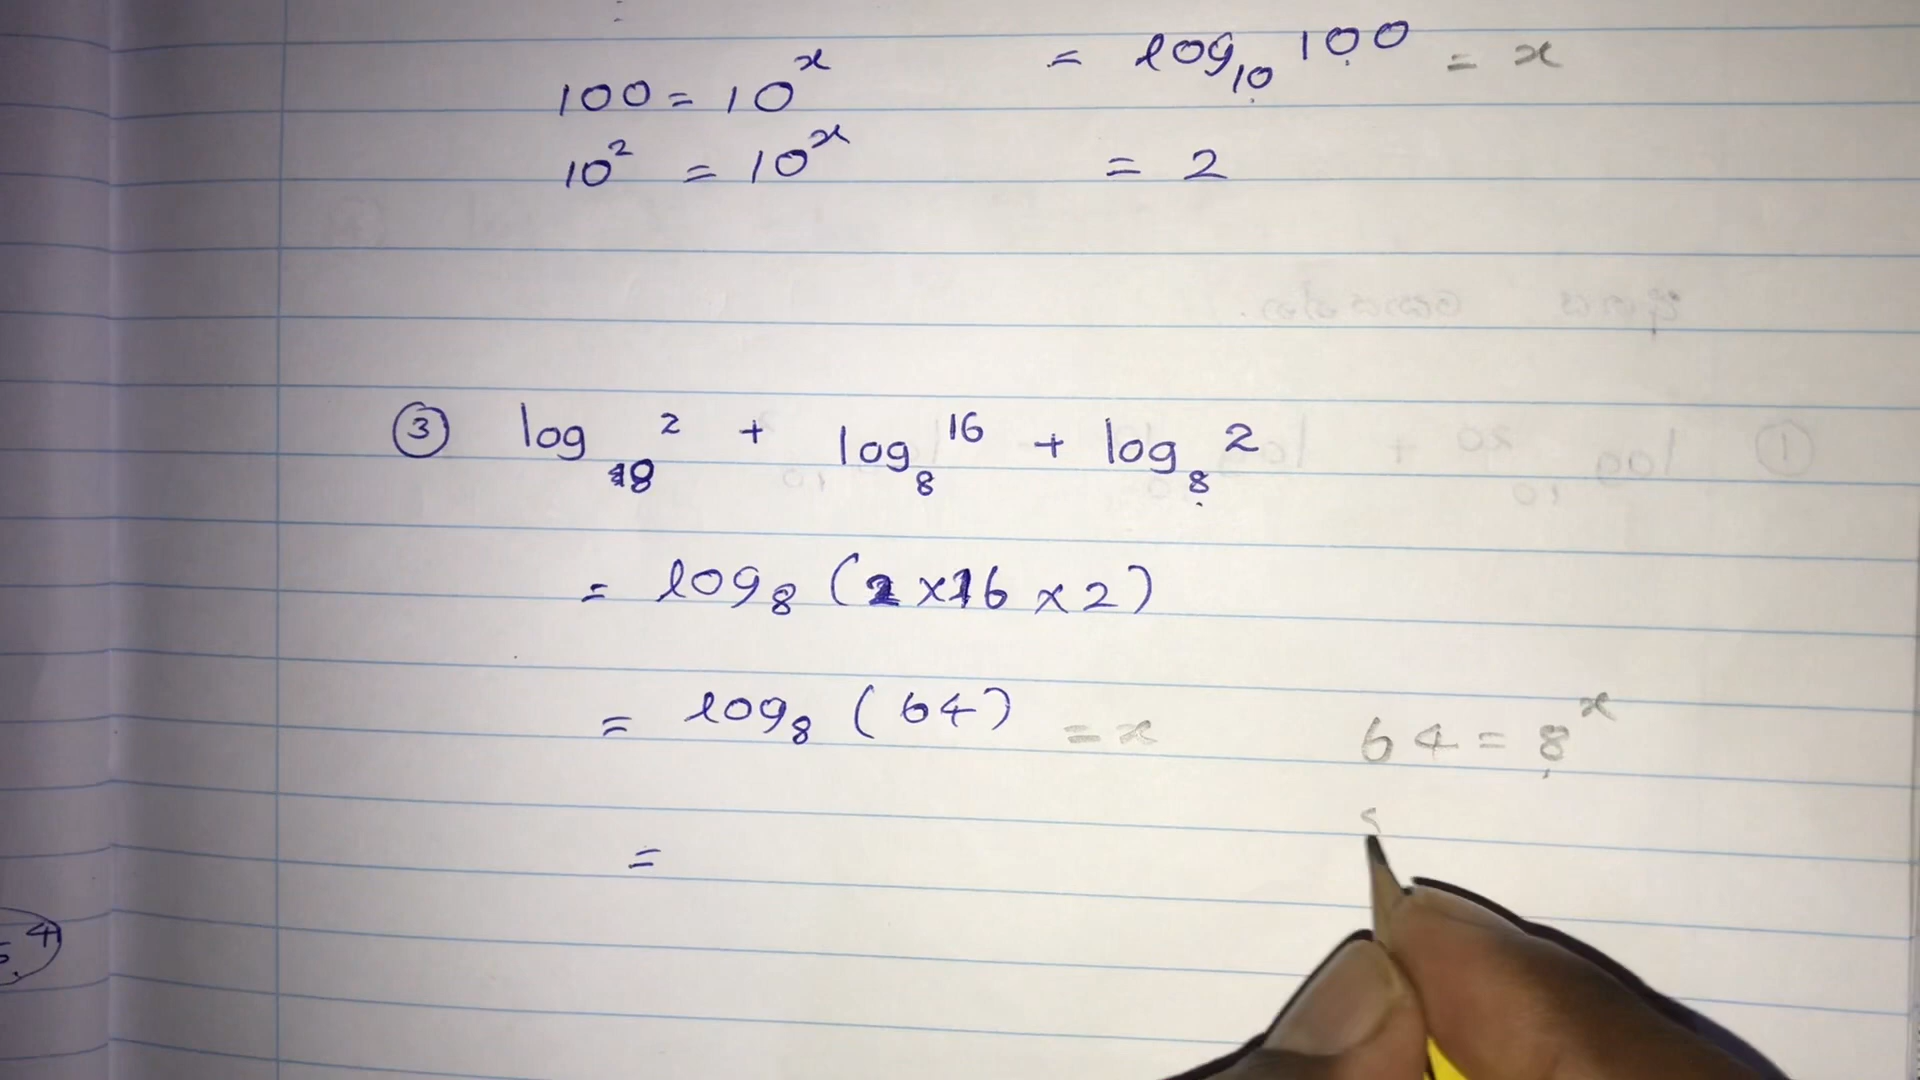 100 = 10^x = log₁₀ 100 = x
10² = 10^x = 2
③ log₈ 2 + log₈ 16 + log₈ 2
= log₈ (2 × 16 × 2)
= log₈ (64) = x 64 = 8^x
=
4